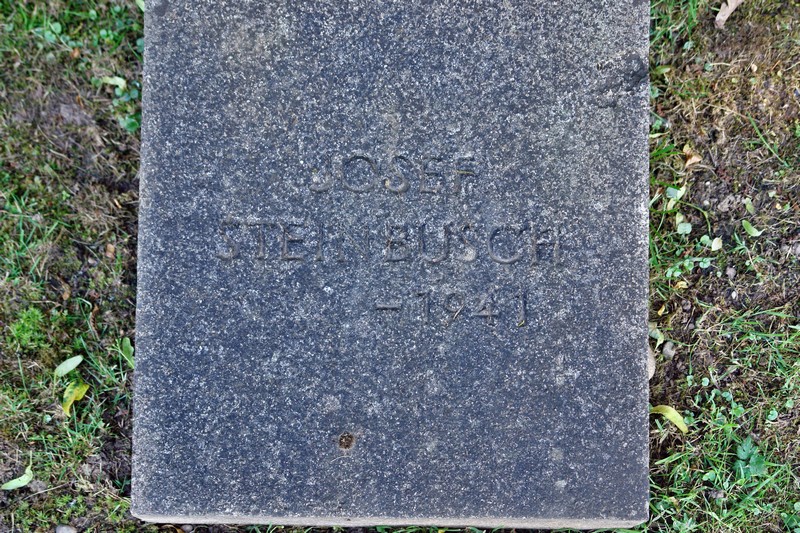 JOSEF
STEINBUSCH
- 1941